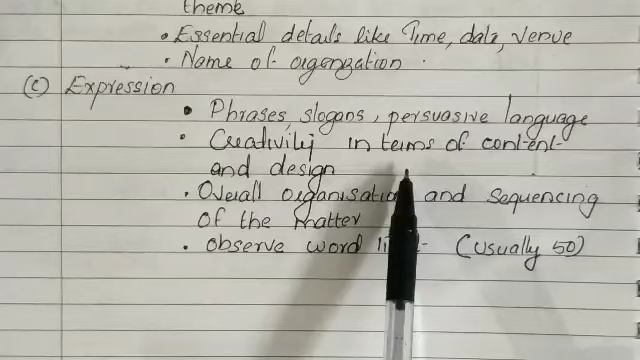 theme
• Essential details like Time, date, venue
• Name of organization.
(c) Expression
• Phrases, slogans, persuasive language
• Creativity in terms of content
and design
• Overall organisation and sequencing
of the matter
• observe word (usually 50)